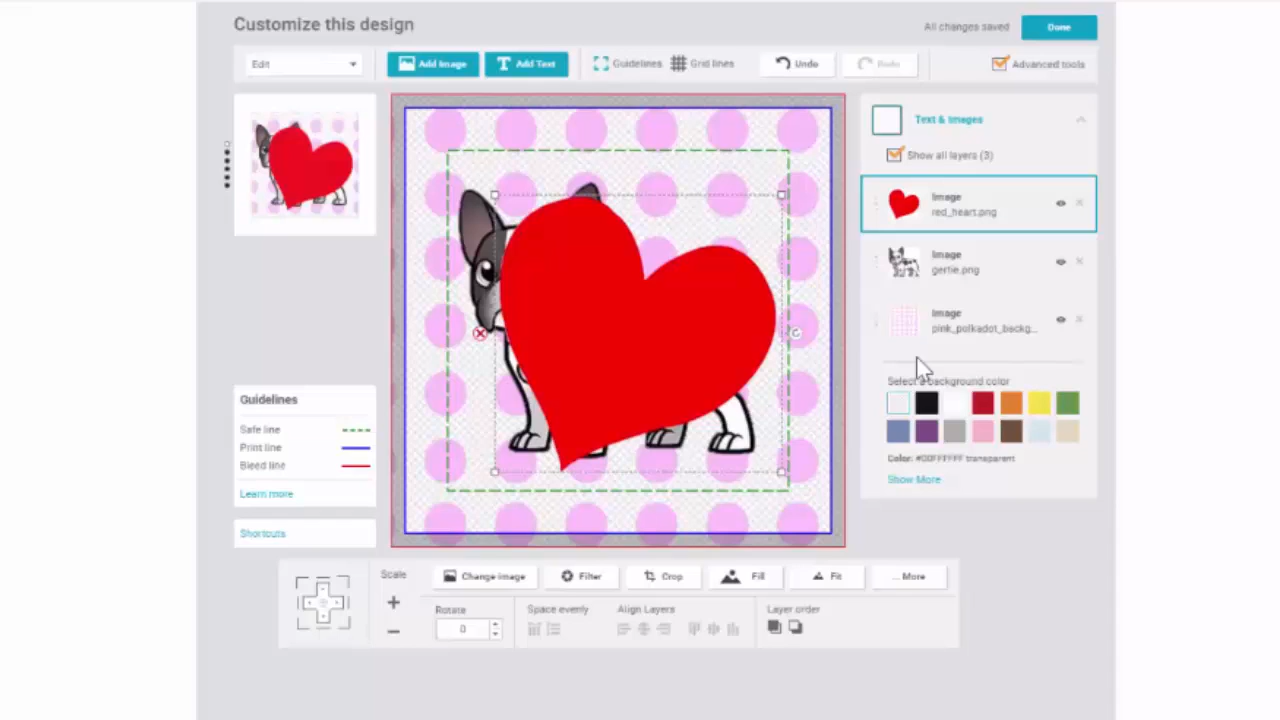 Customize this design
All changes saved
Done
Edit
Add Image
Add Text
Guidelines
Grid lines
Undo
Redo
Advanced tools
Text & Images
Show all layers (3)
Image
red_heart.png
Image
gertie.png
Image
pink_polkadot_backg...
Select a background color
Color: #00FFFFFF transparent
Show More
Guidelines
Safe line
Print line
Bleed line
Learn more
Shortcuts
Scale
Change image
Filter
Crop
Fill
Fit
... More
Rotate
0
Space evenly
Align Layers
Layer order